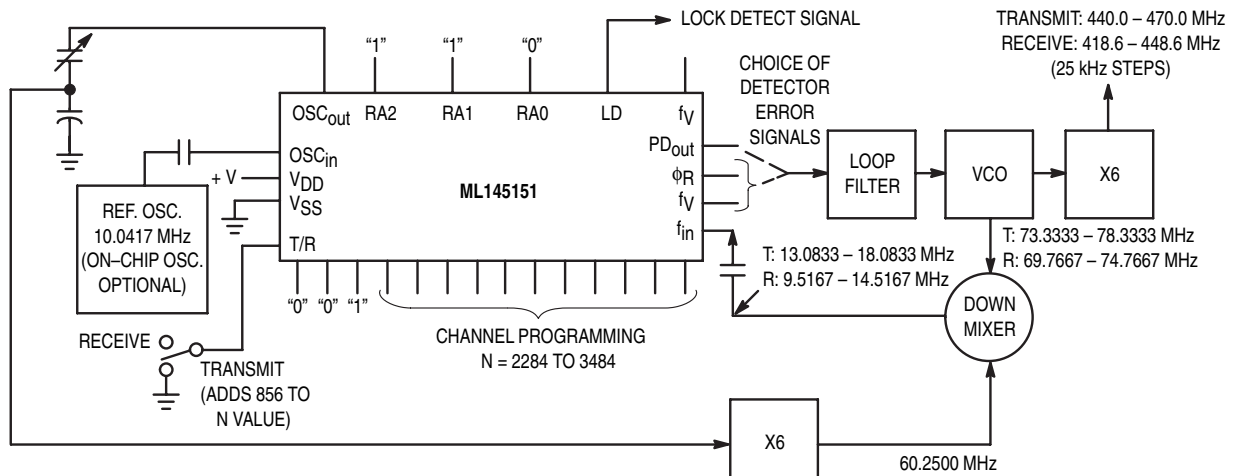 LOCK DETECT SIGNAL
TRANSMIT: 440.0 – 470.0 MHz
RECEIVE: 418.6 – 448.6 MHz
(25 kHz STEPS)
“1”
“1”
“0”
CHOICE OF
DETECTOR
ERROR
SIGNALS
OSCout
RA2
RA1
RA0
LD
fV
OSCin
+ V
VDD
VSS
T/R
ML145151
PDout
ϕR
fV
fin
LOOP
FILTER
VCO
X6
REF. OSC.
10.0417 MHz
(ON–CHIP OSC.
OPTIONAL)
T: 13.0833 – 18.0833 MHz
R: 9.5167 – 14.5167 MHz
T: 73.3333 – 78.3333 MHz
R: 69.7667 – 74.7667 MHz
“0”
“0”
“1”
DOWN
MIXER
RECEIVE
CHANNEL PROGRAMMING
N = 2284 TO 3484
TRANSMIT
(ADDS 856 TO
N VALUE)
X6
60.2500 MHz